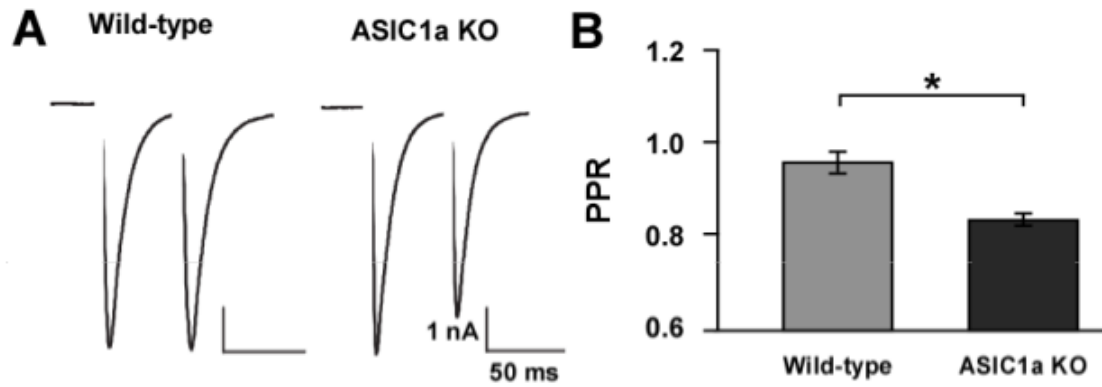 A
Wild-type
ASIC1a KO
1 nA
50 ms
B
PPR
1.2
1.0
0.8
0.6
*
Wild-type
ASIC1a KO